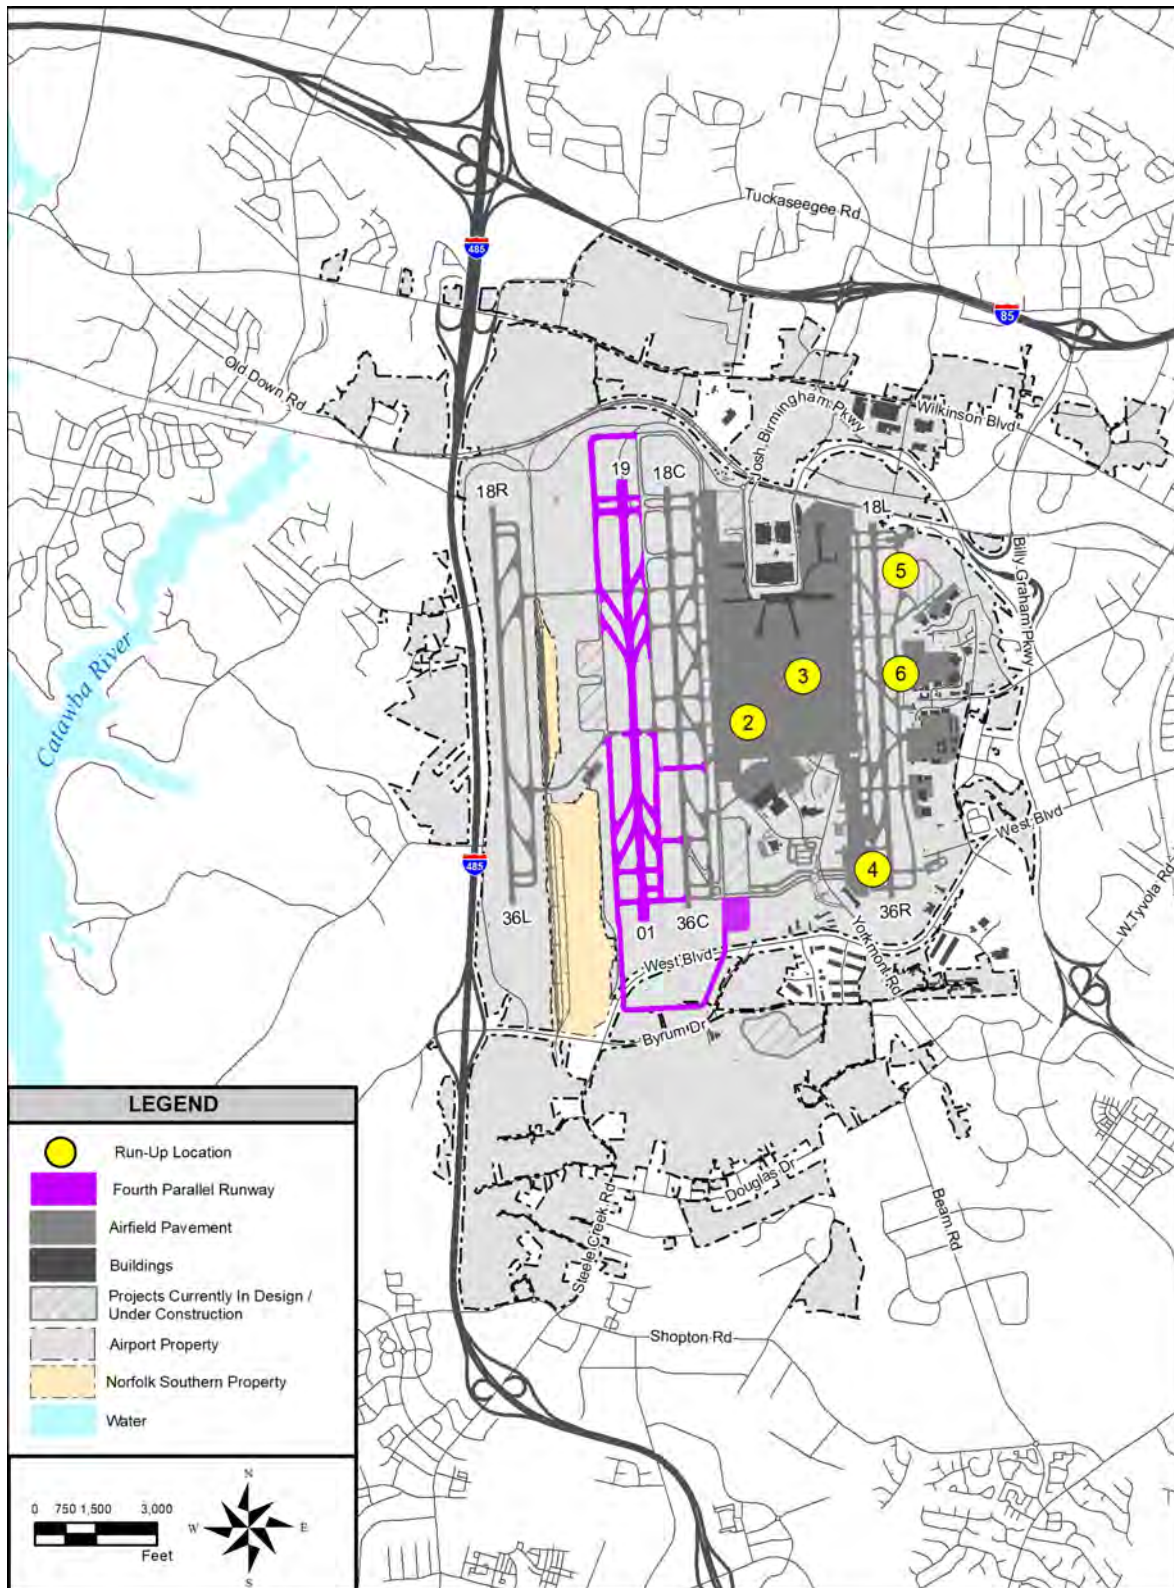 Tuckaseegee Rd
485
85
Old Down Rd
Josh Birmingham Pkwy
Wilkinson Blvd
19
18C
18R
18L
Billy Graham Pkwy
5
Catawba River
3
6
2
West Blvd
485
4
36L
36C
36R
01
W Tyvola Rd
Yorkmont Rd
West Blvd
Byrum Dr
LEGEND
Run-Up Location
Fourth Parallel Runway
Airfield Pavement
Buildings
Projects Currently In Design /
Under Construction
Airport Property
Norfolk Southern Property
Water
Douglas Dr
Steele Creek Rd
Beam Rd
Shopton Rd
N
0 750 1,500 3,000
W E
Feet
S